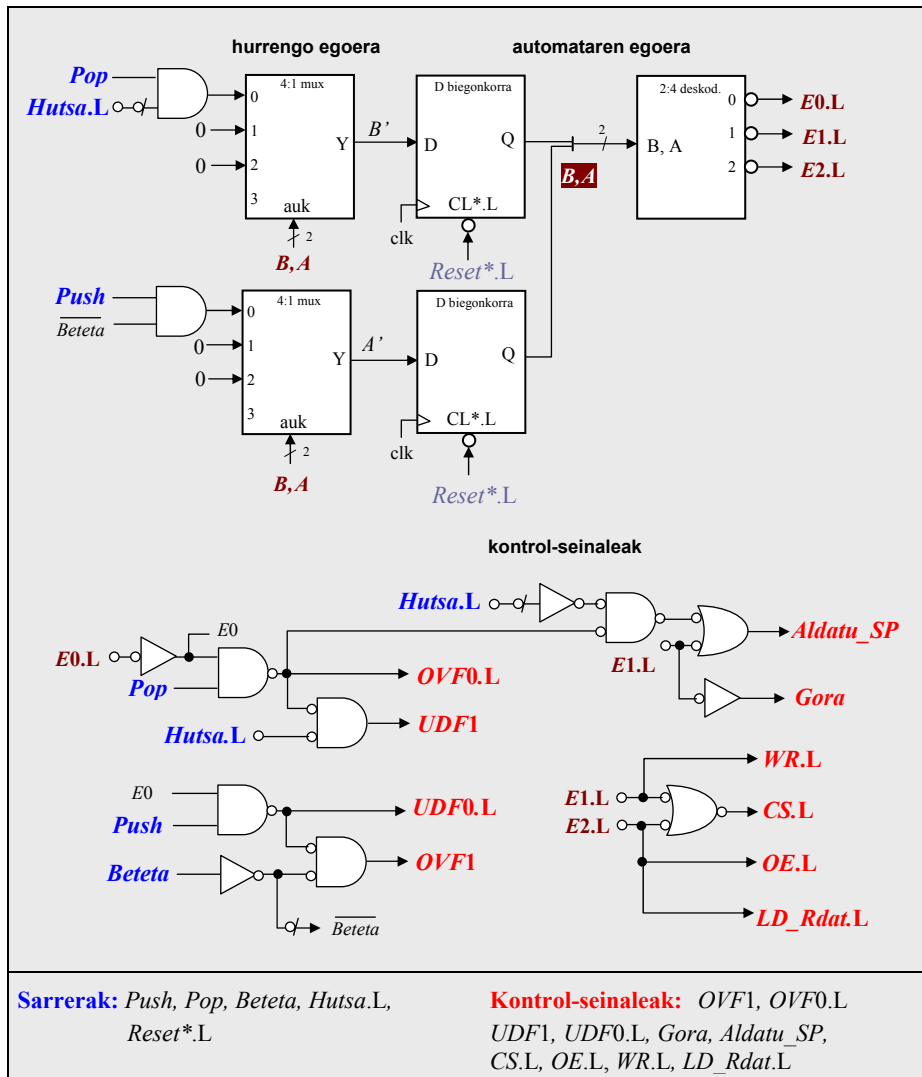 hurrengo egoera automataren egoera
Pop
Hutsa.L
0
0
4:1 mux
0
1
2
3
Y
auk
2
B,A
B'
D biegonkorra
D
Q
CL*.L
clk
Reset*.L
2
B,A
2:4 deskod.
B, A
0
1
2
E0.L
E1.L
E2.L
Push
Beteta
0
0
4:1 mux
0
1
2
3
Y
auk
2
B,A
A'
D biegonkorra
D
Q
CL*.L
clk
Reset*.L
kontrol-seinaleak
Hutsa.L
Aldatu_SP
E1.L
Gora
E0
E0.L
Pop
OVF0.L
Hutsa.L
UDF1
E0
Push
UDF0.L
OVF1
Beteta
Beteta
WR.L
E1.L
E2.L
CS.L
OE.L
LD_Rdat.L
Sarrerak: Push, Pop, Beteta, Hutsa.L,
Reset*.L
Kontrol-seinaleak: OVF1, OVF0.L
UDF1, UDF0.L, Gora, Aldatu_SP,
CS.L, OE.L, WR.L, LD_Rdat.L